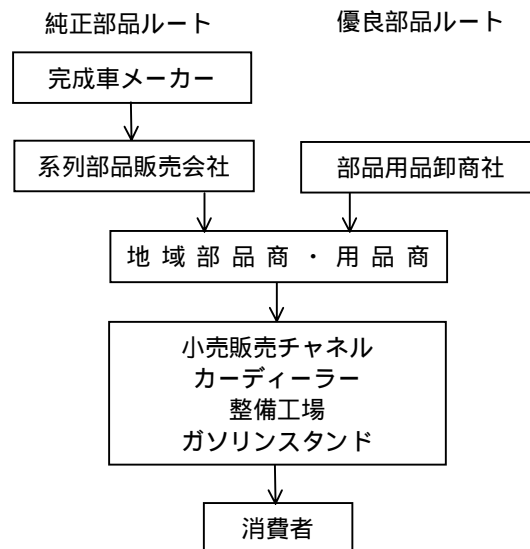 純正部品ルート
優良部品ルート
完成車メーカー
系列部品販売会社
部品用品卸商社
地域部品商・用品商
小売販売チャネル
カーディーラー
整備工場
ガソリンスタンド
消費者